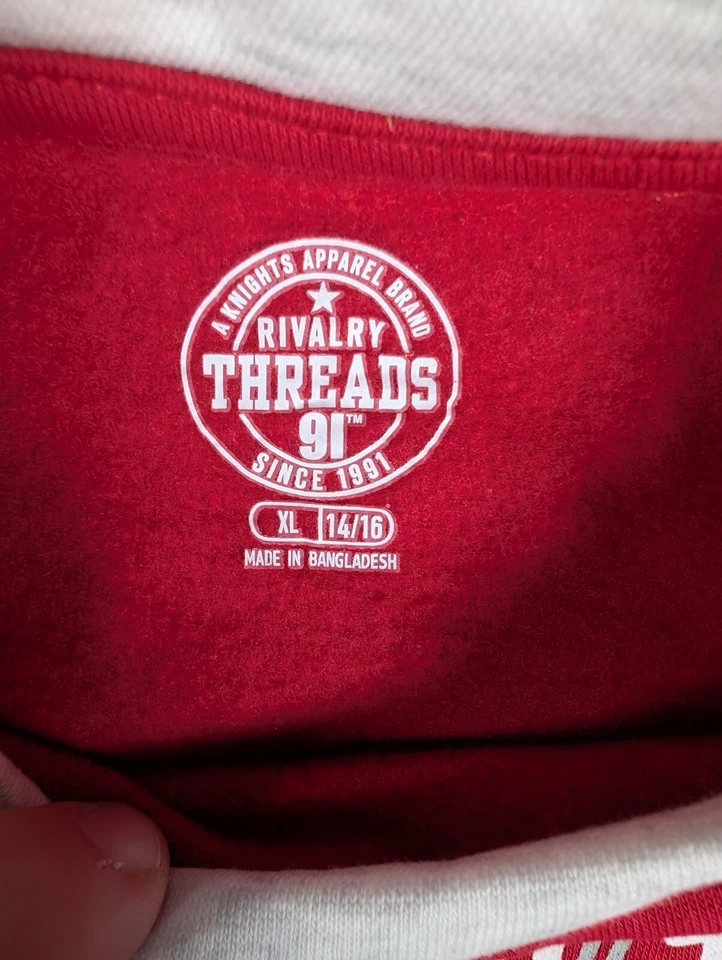 A KNIGHTS APPAREL BRAND
RIVALRY
THREADS
91™
SINCE 1991
XL 14/16
MADE IN BANGLADESH